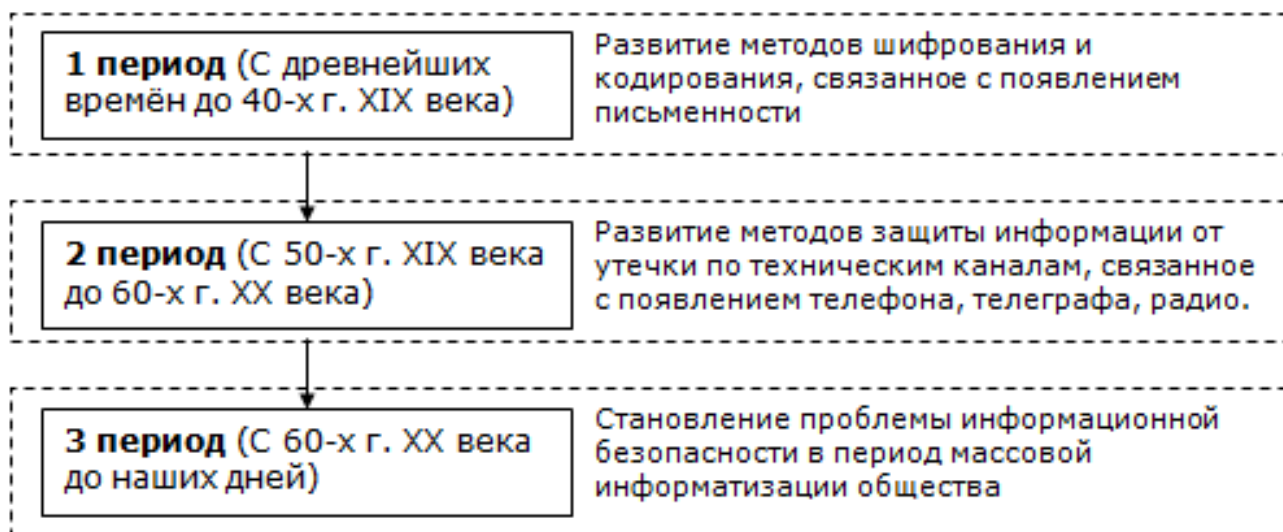 1 период (С древнейших
времён до 40-х г. XIX века)
Развитие методов шифрования и
кодирования, связанное с появлением
письменности
2 период (С 50-х г. XIX века
до 60-х г. XX века)
Развитие методов защиты информации от
утечки по техническим каналам, связанное
с появлением телефона, телеграфа, радио.
3 период (С 60-х г. XX века
до наших дней)
Становление проблемы информационной
безопасности в период массовой
информатизации общества